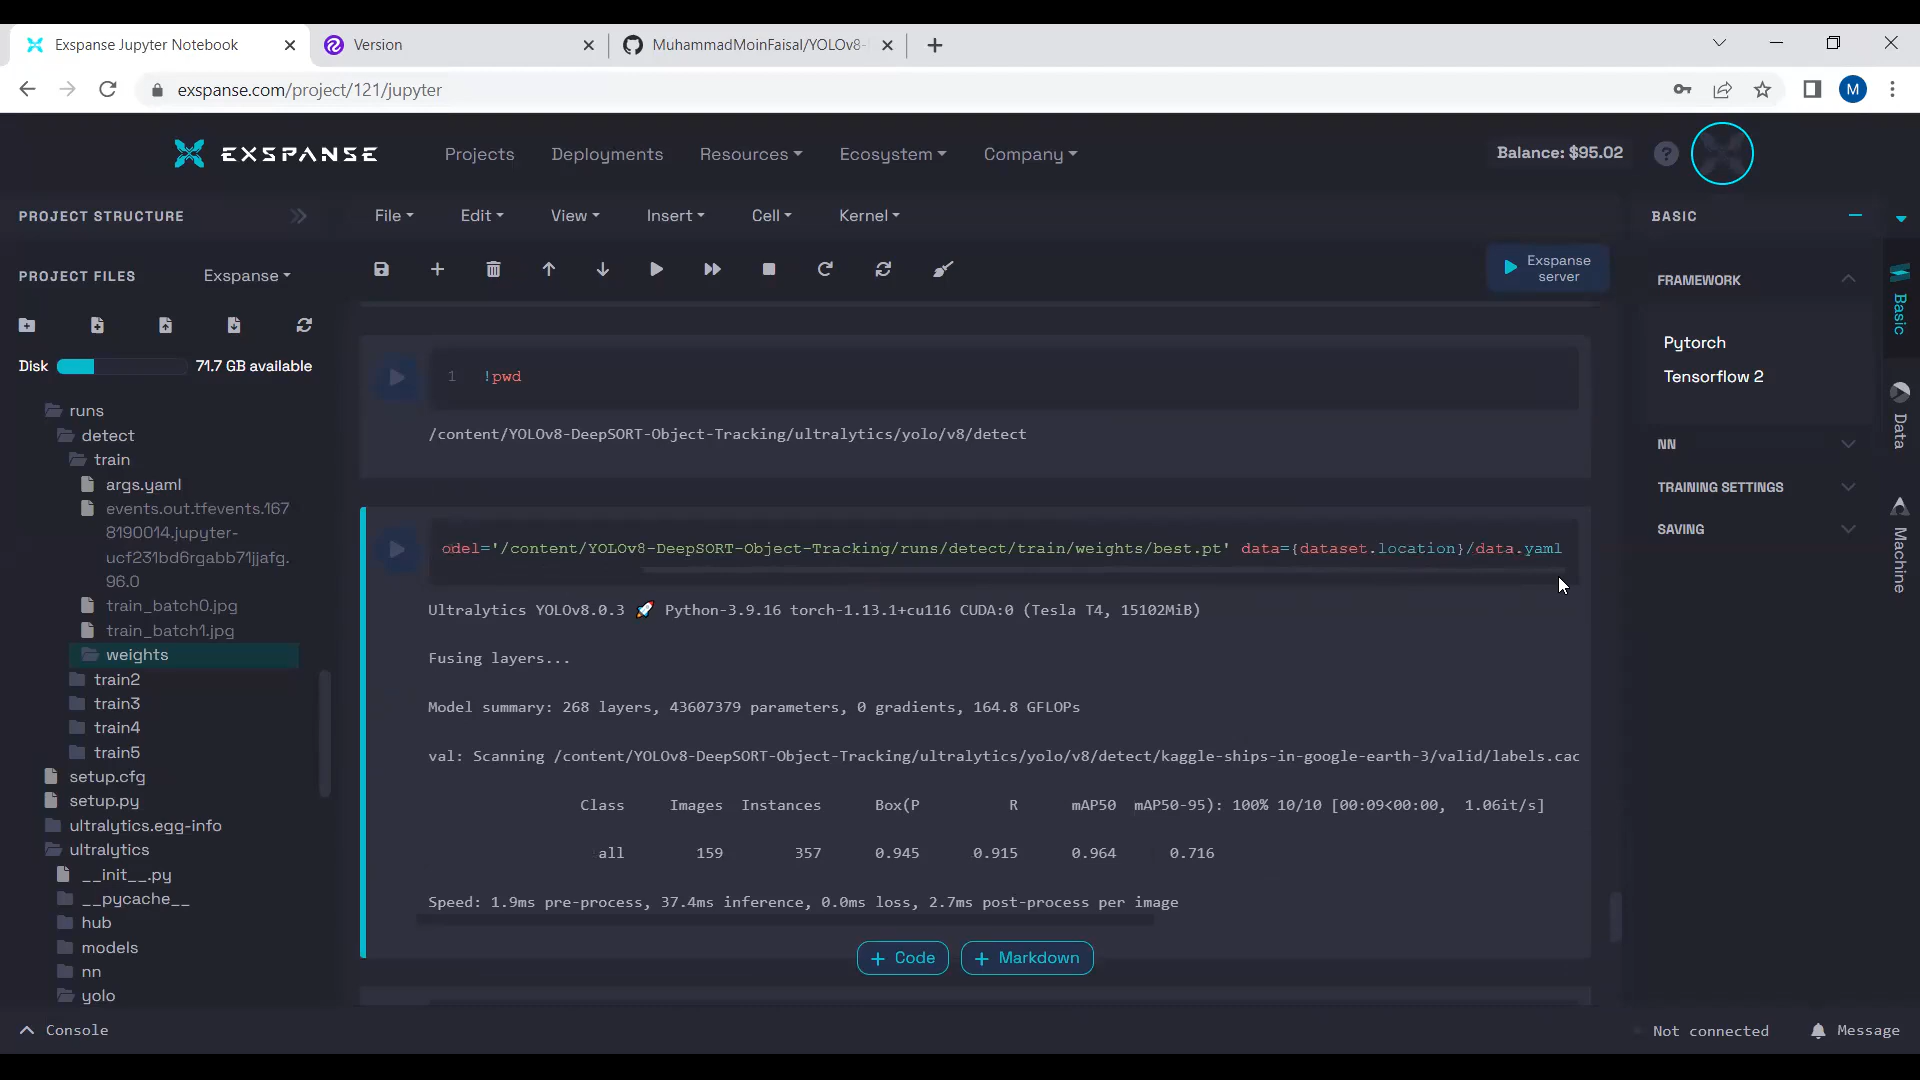 Exspanse Jupyter Notebook
Version
MuhammadMoinFaisal/YOLOv8-
exspanse.com/project/121/jupyter
M
EXSPANSE
Projects
Deployments
Resources
Ecosystem
Company
Balance: $95.02
?
PROJECT STRUCTURE
File
Edit
View
Insert
Cell
Kernel
BASIC
PROJECT FILES
Exspanse
Exspanse
server
FRAMEWORK
Basic
Disk
71.7 GB available
Pytorch
Tensorflow 2
1 !pwd
/content/YOLOv8-DeepSORT-Object-Tracking/ultralytics/yolo/v8/detect
NN
Data
TRAINING SETTINGS
SAVING
Machine
runs
detect
train
args.yaml
events.out.tfevents.167
8190014.jupyter-
ucf231bd6rgabb71jjafg.
96.0
train_batch0.jpg
train_batch1.jpg
weights
train2
train3
train4
train5
setup.cfg
setup.py
ultralytics.egg-info
ultralytics
__init__.py
__pycache__
hub
models
nn
yolo
odel='/content/YOLOv8-DeepSORT-Object-Tracking/runs/detect/train/weights/best.pt' data={dataset.location}/data.yaml
Ultralytics YOLOv8.0.3 🚀 Python-3.9.16 torch-1.13.1+cu116 CUDA:0 (Tesla T4, 15102MiB)
Fusing layers...
Model summary: 268 layers, 43607379 parameters, 0 gradients, 164.8 GFLOPs
val: Scanning /content/YOLOv8-DeepSORT-Object-Tracking/ultralytics/yolo/v8/detect/kaggle-ships-in-google-earth-3/valid/labels.cac
Class Images Instances Box(P R mAP50 mAP50-95): 100% 10/10 [00:09<00:00, 1.06it/s]
all 159 357 0.945 0.915 0.964 0.716
Speed: 1.9ms pre-process, 37.4ms inference, 0.0ms loss, 2.7ms post-process per image
+ Code
+ Markdown
Console
Not connected
Message